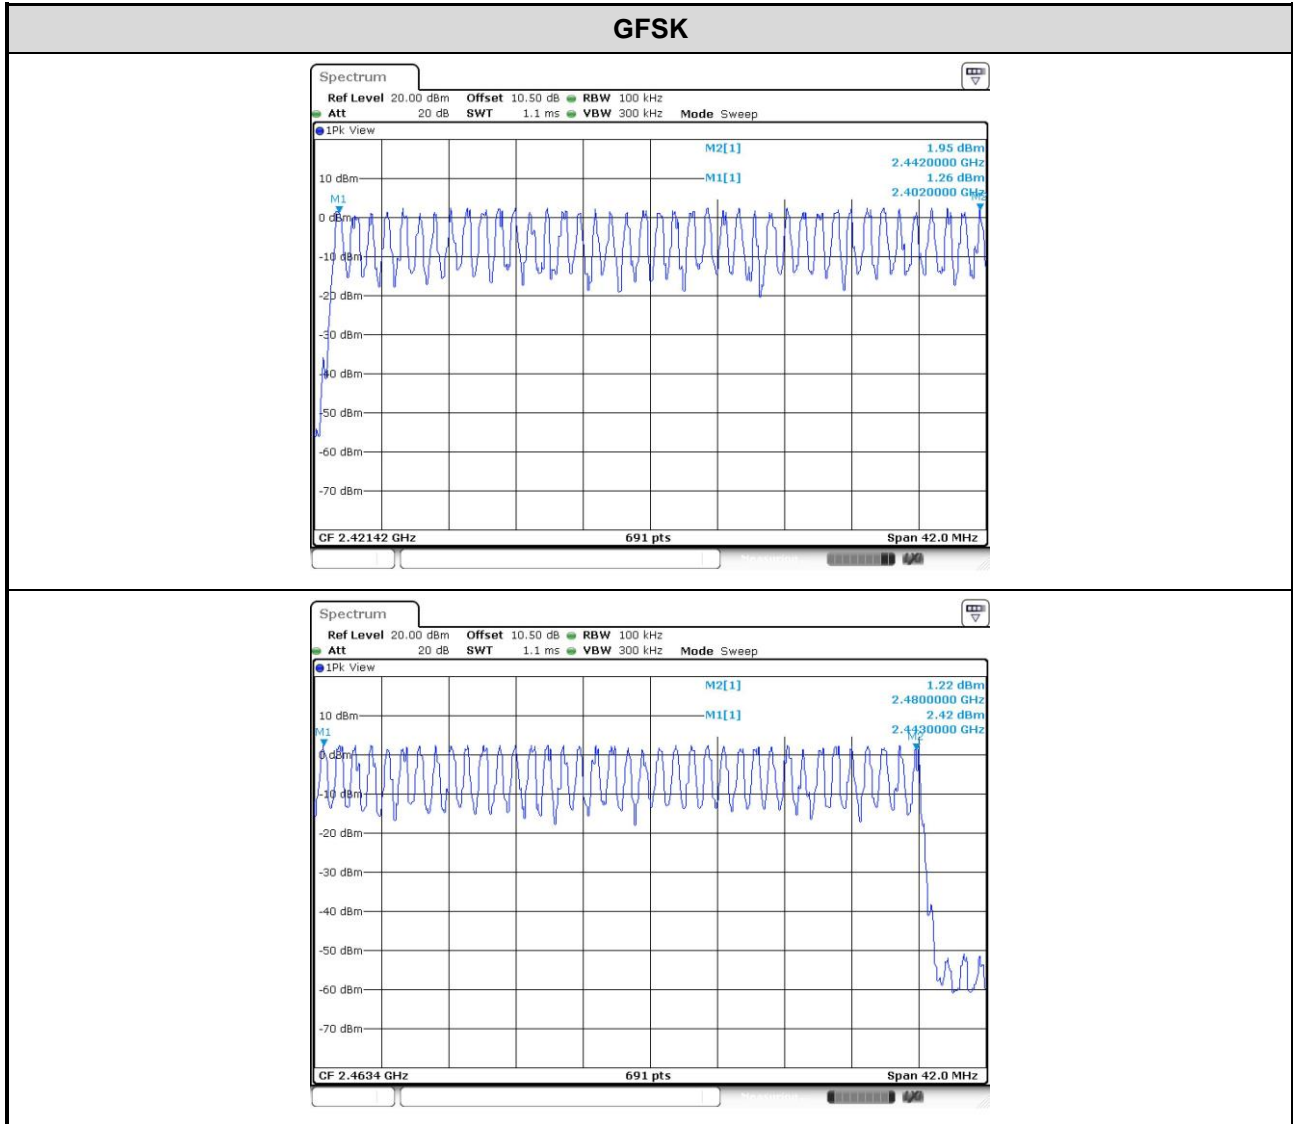 GFSK
Spectrum
Ref Level 20.00 dBm Offset 10.50 dB RBW 100 kHz
Att 20 dB SWT 1.1 ms VBW 300 kHz Mode Sweep
1Pk View
M2[1] 1.95 dBm
2.4420000 GHz
10 dBm M1[1] 1.26 dBm
2.4020000 GHz
M1 M2
0 dBm
-10 dBm
-20 dBm
-30 dBm
-40 dBm
-50 dBm
-60 dBm
-70 dBm
CF 2.42142 GHz 691 pts Span 42.0 MHz
Spectrum
Ref Level 20.00 dBm Offset 10.50 dB RBW 100 kHz
Att 20 dB SWT 1.1 ms VBW 300 kHz Mode Sweep
1Pk View
M2[1] 1.22 dBm
2.4800000 GHz
10 dBm M1[1] 2.42 dBm
2.4430000 GHz
M1 M2
0 dBm
-10 dBm
-20 dBm
-30 dBm
-40 dBm
-50 dBm
-60 dBm
-70 dBm
CF 2.4634 GHz 691 pts Span 42.0 MHz